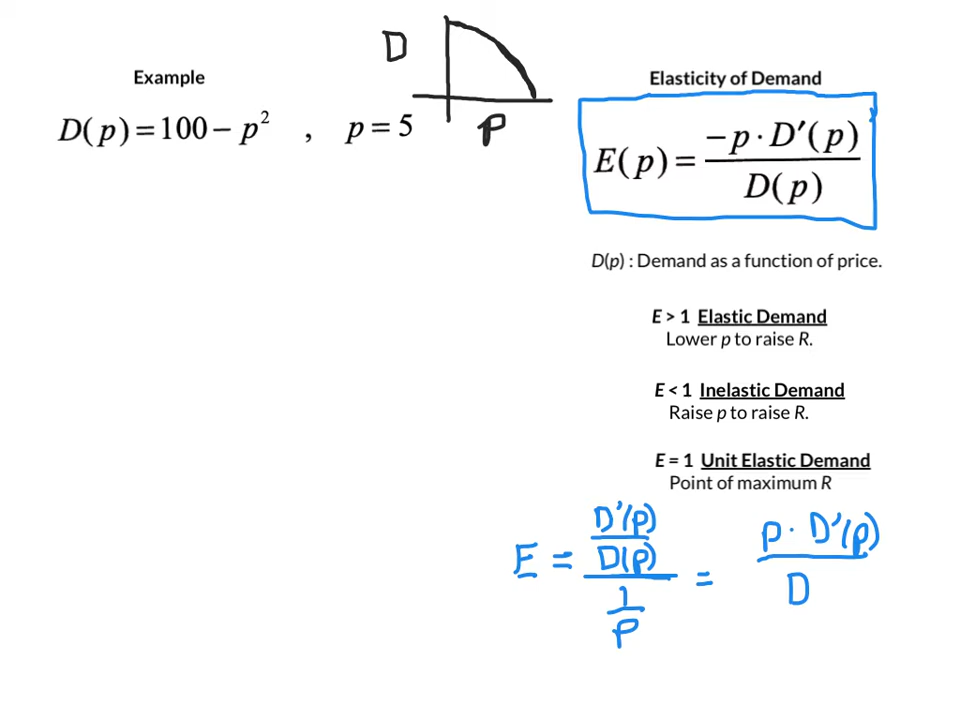 Example
D(p) = 100 − p² , p = 5
D
P
Elasticity of Demand
E(p) = −p · D′(p) / D(p)
D(p) : Demand as a function of price.
E > 1 Elastic Demand
Lower p to raise R.
E < 1 Inelastic Demand
Raise p to raise R.
E = 1 Unit Elastic Demand
Point of maximum R
E = (D′(p) / D(p)) / (1 / P) = P · D′(p) / D